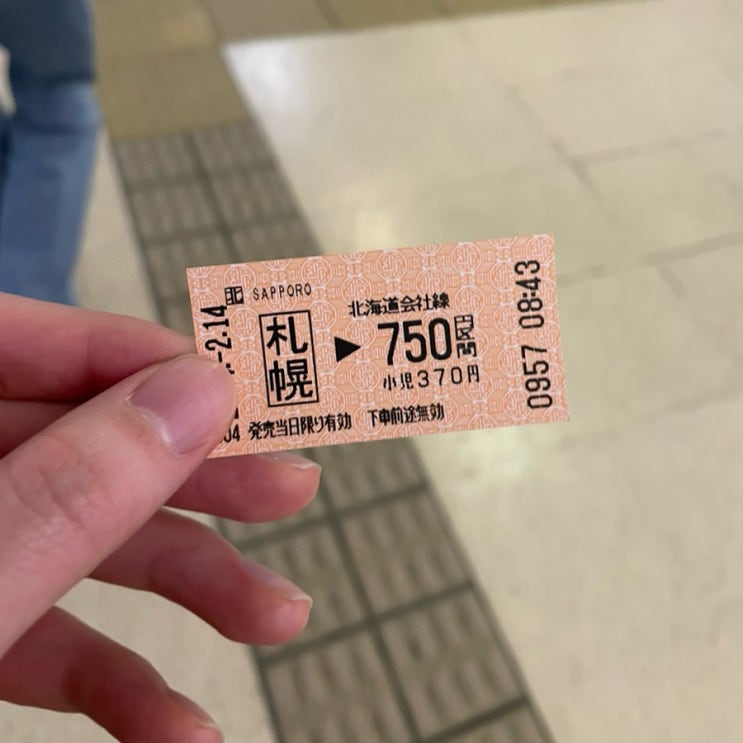 北 SAPPORO
-2.14
札幌
北海道会社線
▶ 750円区間
小児370円
04 発売当日限り有効 下車前途無効
0957 08:43